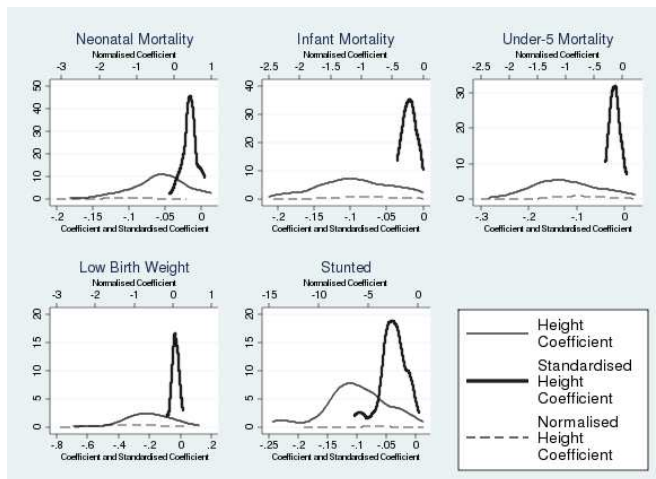 Neonatal Mortality
Normalised Coefficient
-3 -2 -1 0 1
50
40
30
20
10
0
-.2 -.15 -.1 -.05 0
Coefficient and Standardised Coefficient
Infant Mortality
Normalised Coefficient
-2.5 -2 -1.5 -1 -.5 0
50
40
30
20
10
0
-.2 -.15 -.1 -.05 0
Coefficient and Standardised Coefficient
Under-5 Mortality
Normalised Coefficient
-2.5 -2 -1.5 -1 -.5 0
30
20
10
0
-.3 -.2 -.1 0
Coefficient and Standardised Coefficient
Low Birth Weight
Normalised Coefficient
-3 -2 -1 0 1
20
15
10
5
0
-.8 -.6 -.4 -.2 0 .2
Coefficient and Standardised Coefficient
Stunted
Normalised Coefficient
-15 -10 -5 0
20
15
10
5
0
-.25 -.2 -.15 -.1 -.05 0
Coefficient and Standardised Coefficient
Height
Coefficient
Standardised
Height
Coefficient
Normalised
Height
Coefficient